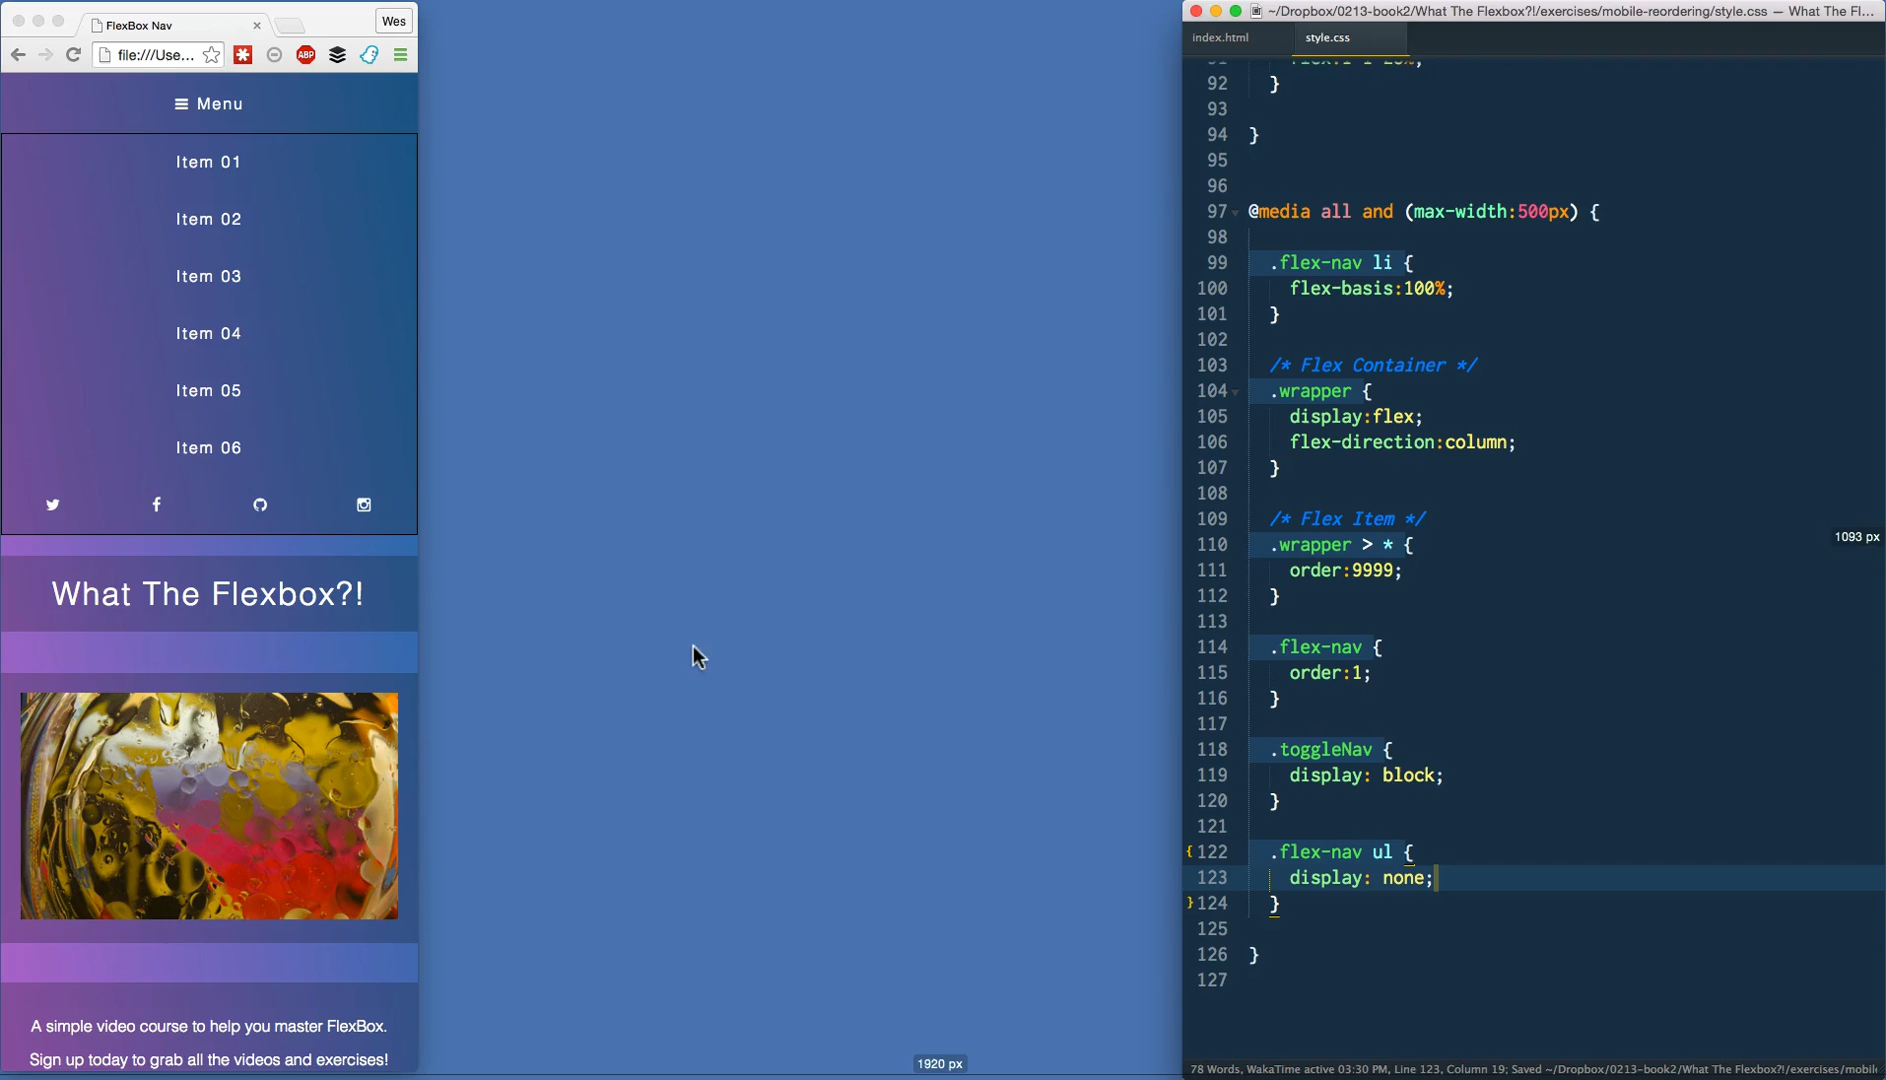 FlexBox Nav
Wes
file:///Use...
ABP
Menu
Item 01
Item 02
Item 03
Item 04
Item 05
Item 06
What The Flexbox?!
A simple video course to help you master FlexBox.
Sign up today to grab all the videos and exercises!
1920 px
~/Dropbox/0213-book2/What The Flexbox?!/exercises/mobile-reordering/style.css — What The Fl...
index.html
style.css
92 }
93
94 }
95
96
97 @media all and (max-width:500px) {
98
99 .flex-nav li {
100 flex-basis:100%;
101 }
102
103 /* Flex Container */
104 .wrapper {
105 display:flex;
106 flex-direction:column;
107 }
108
109 /* Flex Item */
110 .wrapper > * {
111 order:9999;
112 }
113
114 .flex-nav {
115 order:1;
116 }
117
118 .toggleNav {
119 display: block;
120 }
121
122 .flex-nav ul {
123 display: none;
124 }
125
126 }
127
1093 px
78 Words, WakaTime active 03:30 PM, Line 123, Column 19; Saved ~/Dropbox/0213-book2/What The Flexbox?!/exercises/mobil